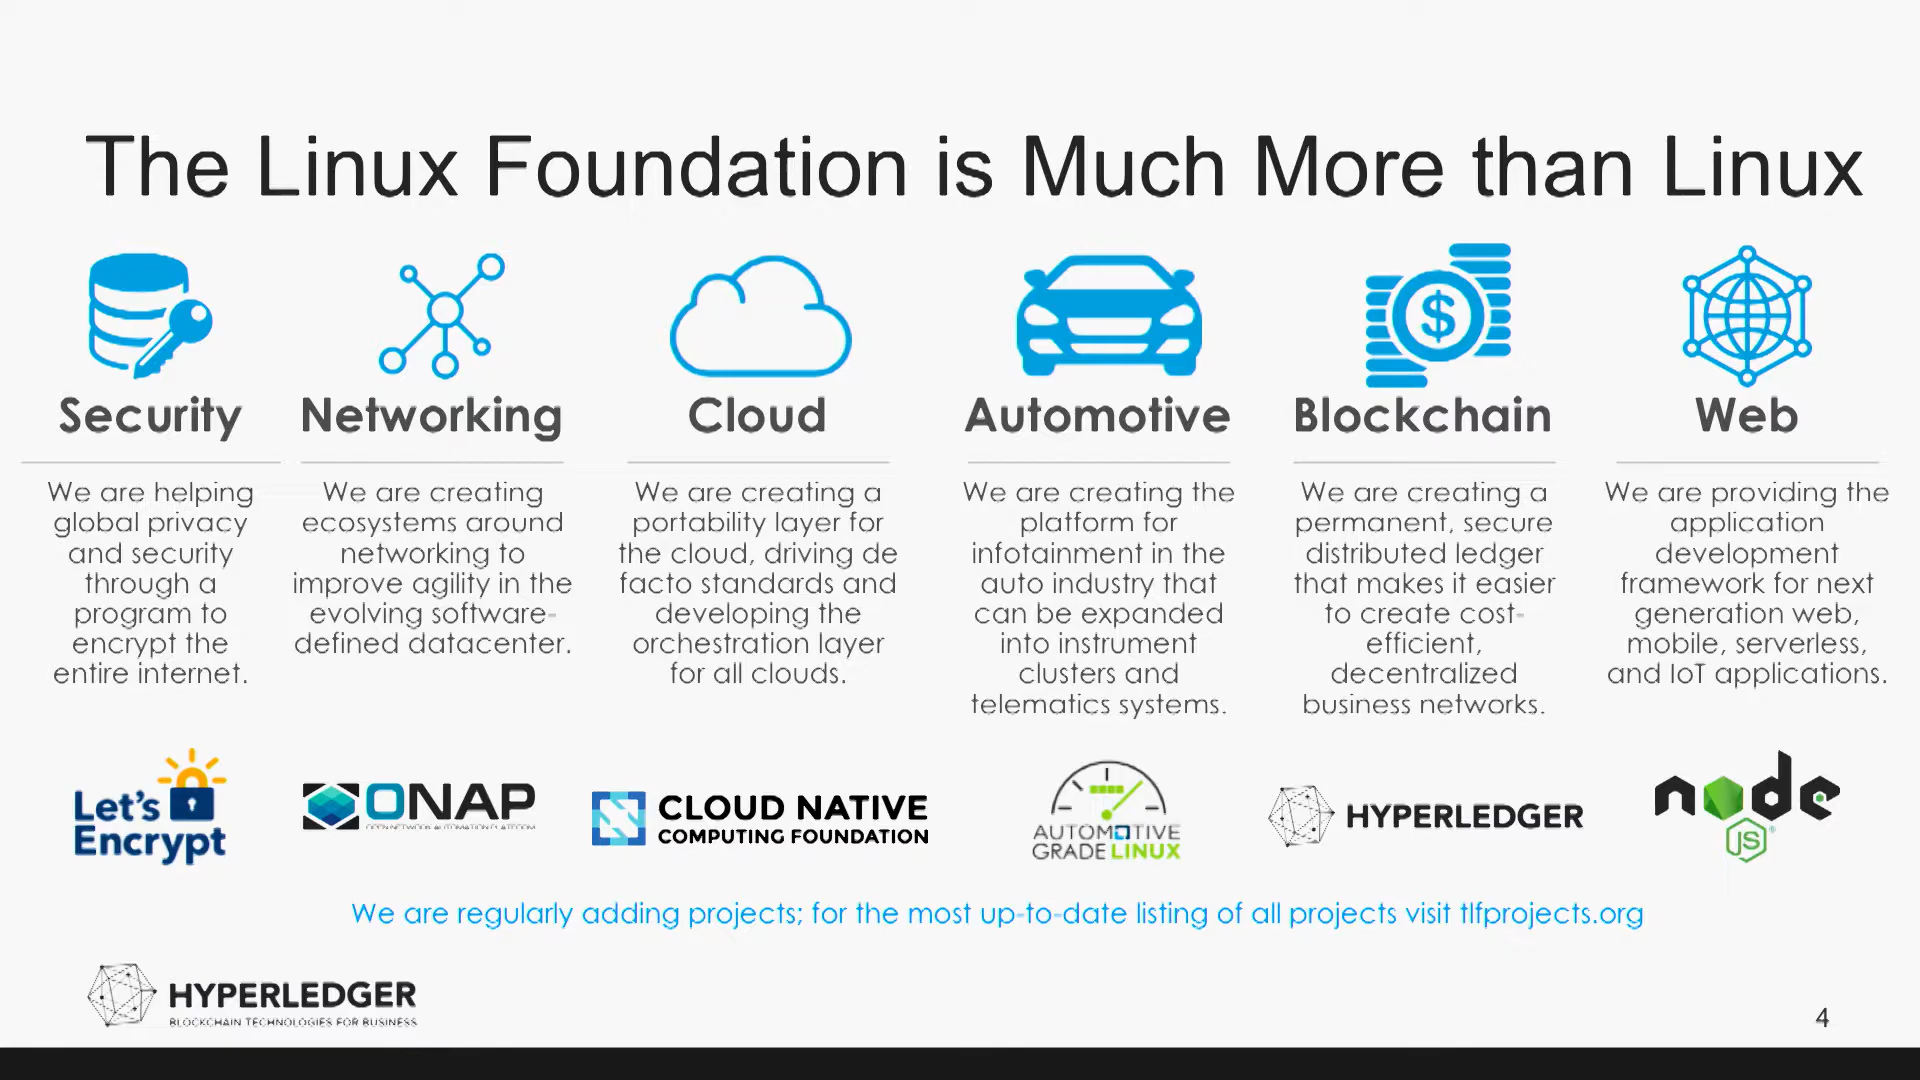 The Linux Foundation is Much More than Linux
Security
We are helping
global privacy
and security
through a
program to
encrypt the
entire internet.
Let's
Encrypt
Networking
We are creating
ecosystems around
networking to
improve agility in the
evolving software-
defined datacenter.
ONAP
OPEN NETWORK AUTOMATION PLATFORM
Cloud
We are creating a
portability layer for
the cloud, driving de
facto standards and
developing the
orchestration layer
for all clouds.
CLOUD NATIVE
COMPUTING FOUNDATION
Automotive
We are creating the
platform for
infotainment in the
auto industry that
can be expanded
into instrument
clusters and
telematics systems.
AUTOMOTIVE
GRADE LINUX
$
Blockchain
We are creating a
permanent, secure
distributed ledger
that makes it easier
to create cost-
efficient,
decentralized
business networks.
HYPERLEDGER
Web
We are providing the
application
development
framework for next
generation web,
mobile, serverless,
and IoT applications.
node
JS
We are regularly adding projects; for the most up-to-date listing of all projects visit tlfprojects.org
HYPERLEDGER
BLOCKCHAIN TECHNOLOGIES FOR BUSINESS
4